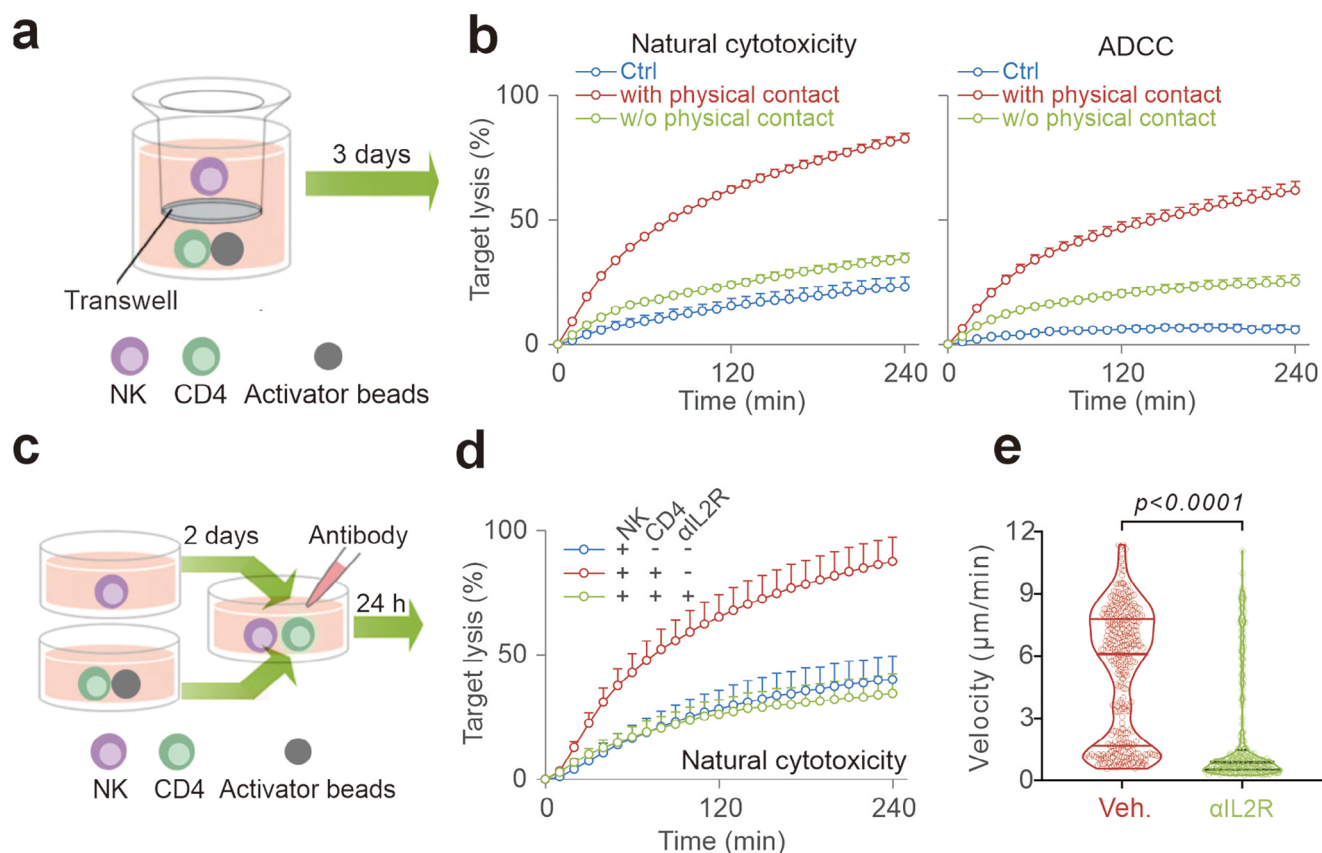 a
3 days
Transwell
NK CD4 Activator beads
b
Natural cytotoxicity
Ctrl
with physical contact
w/o physical contact
100
50
0
Target lysis (%)
0 120 240
Time (min)
ADCC
Ctrl
with physical contact
w/o physical contact
0 120 240
Time (min)
c
2 days
Antibody
24 h
NK CD4 Activator beads
d
NK CD4 αIL2R
+ - -
+ + -
+ + +
100
50
0
Target lysis (%)
Natural cytotoxicity
0 120 240
Time (min)
e
p<0.0001
12
9
6
3
0
Velocity (μm/min)
Veh. αIL2R